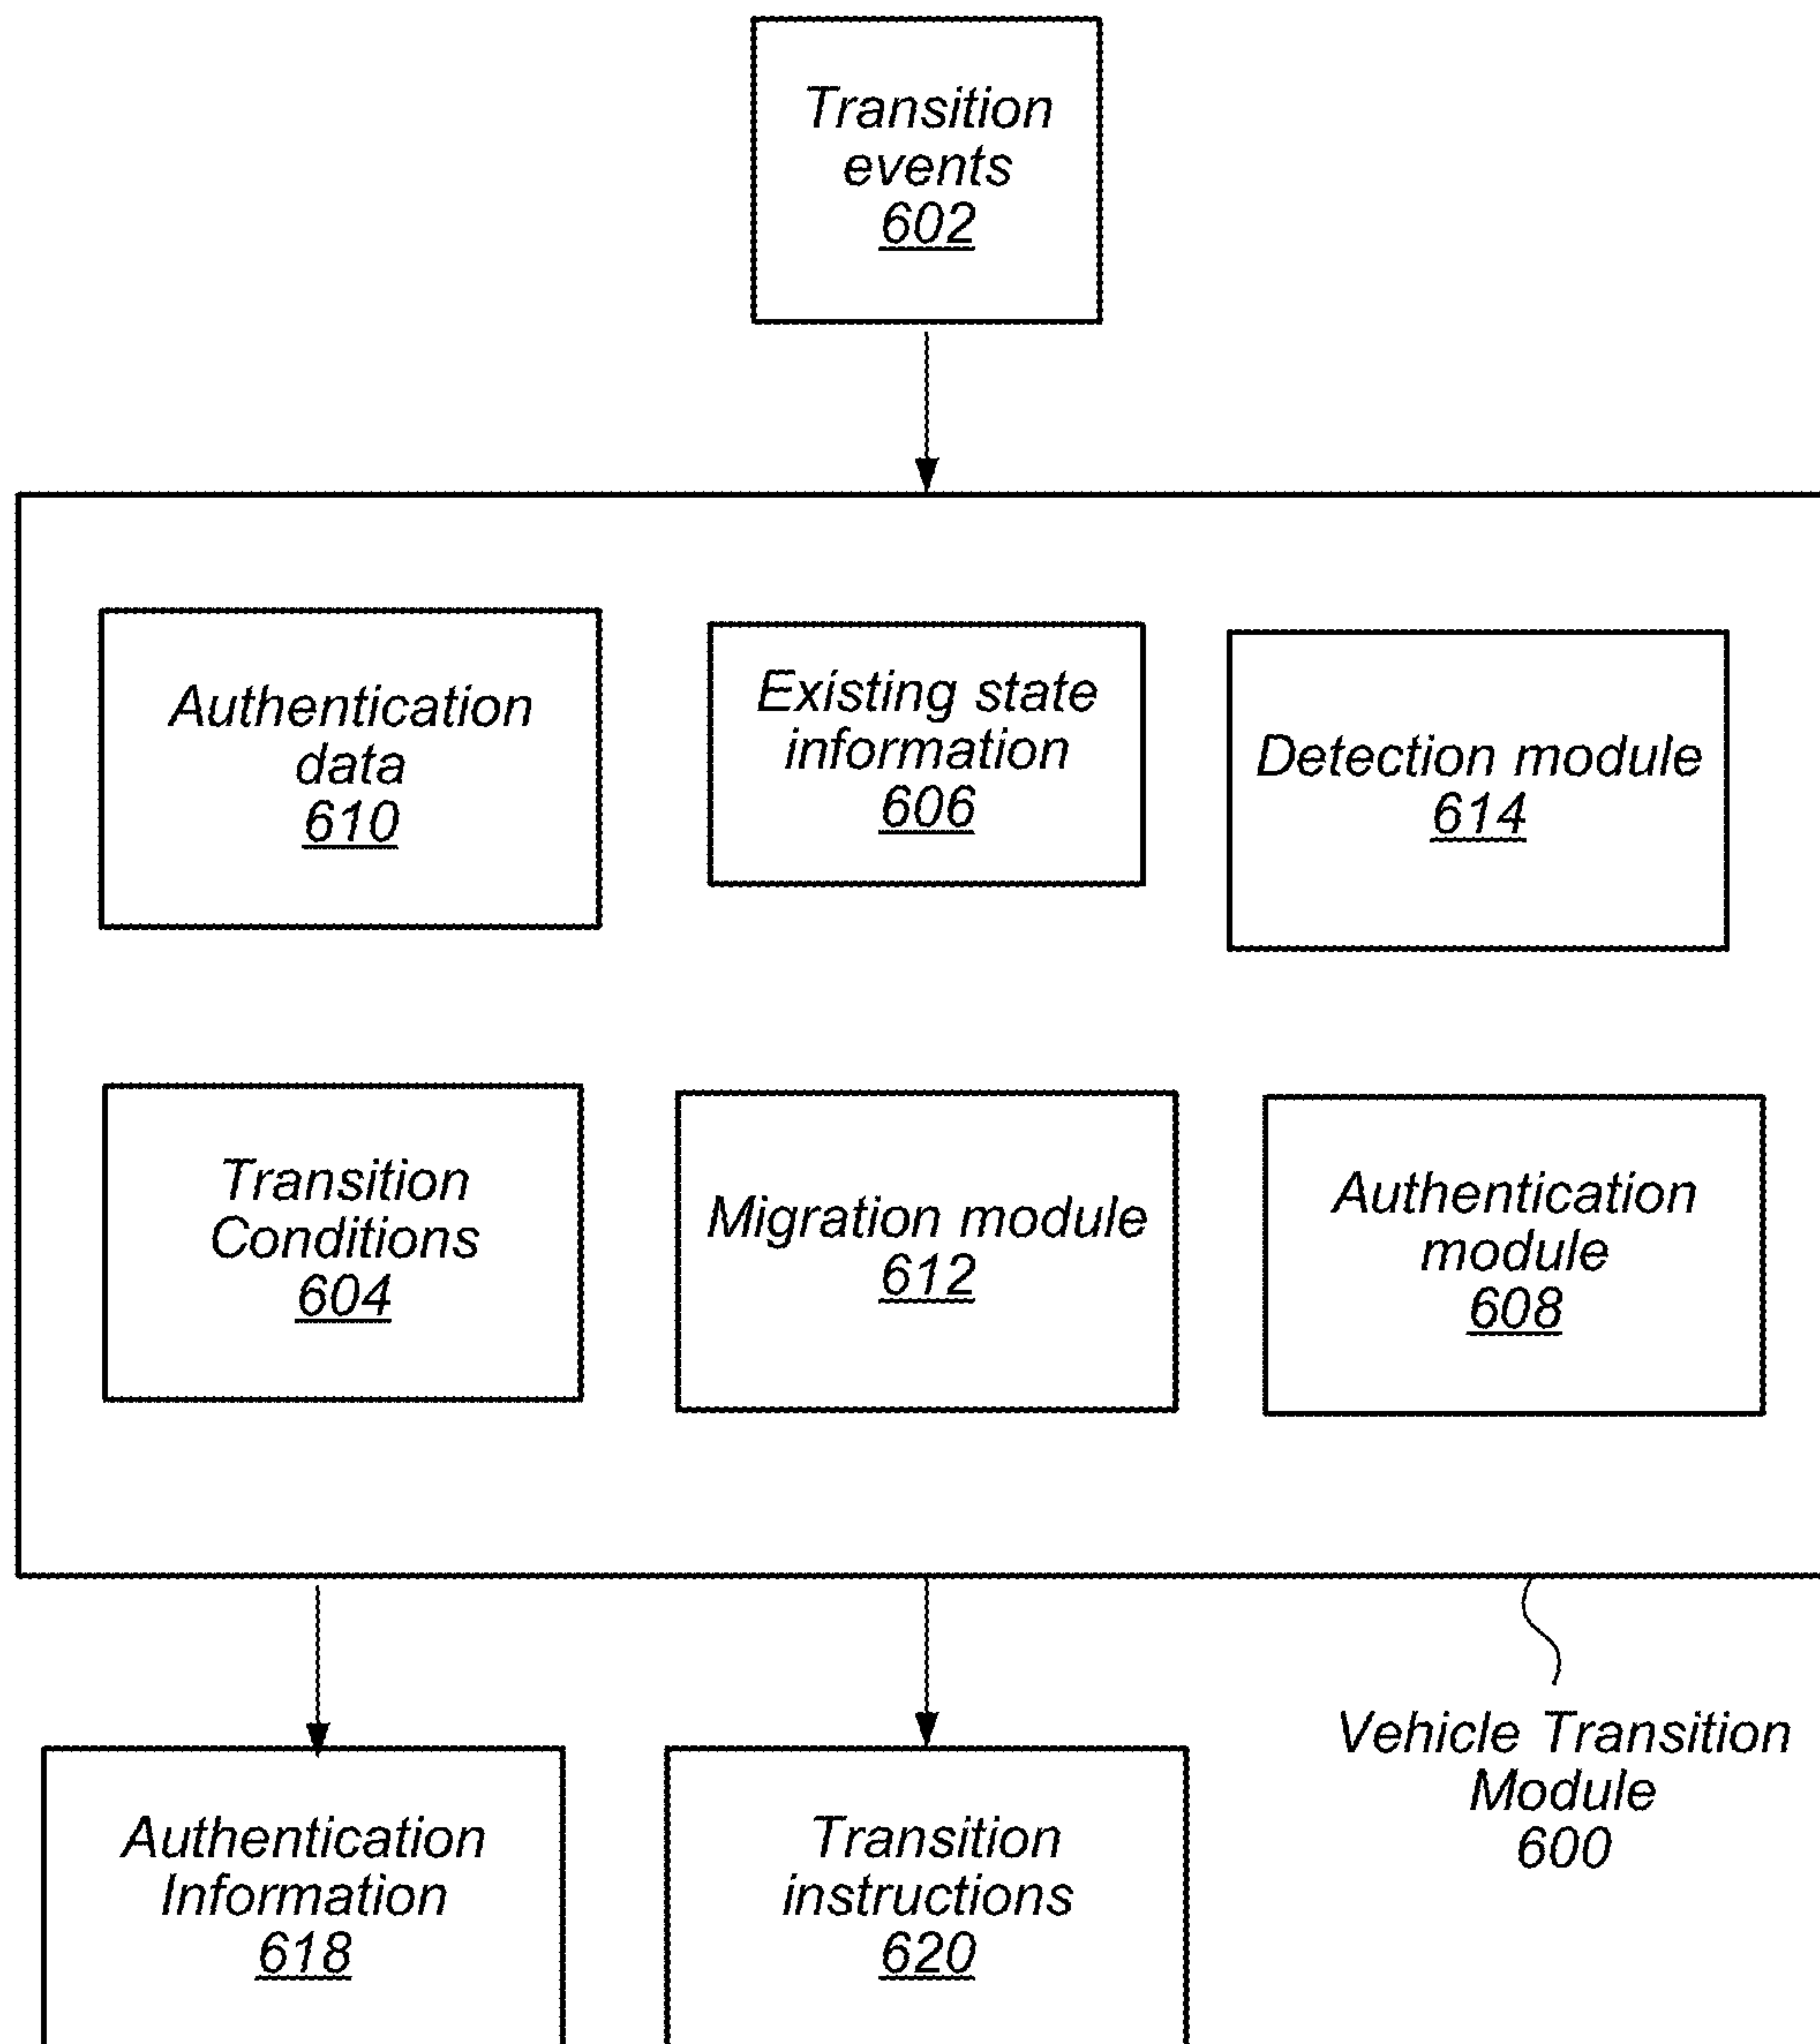 Transition
events
602
Authentication
data
610
Existing state
information
606
Detection module
614
Transition
Conditions
604
Migration module
612
Authentication
module
608
Authentication
Information
618
Transition
instructions
620
Vehicle Transition
Module
600